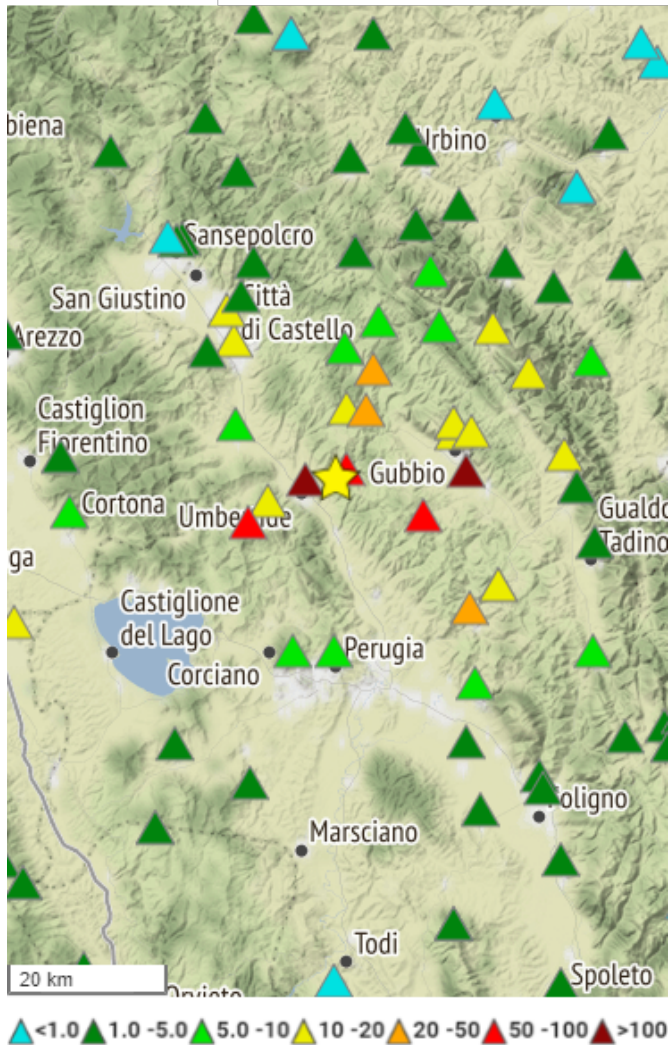 biena
Urbino
Sansepolcro
San Giustino
Città
di Castello
Arezzo
Castiglion
Fiorentino
Gubbio
Cortona
Gualdo
Tadino
ga
Castiglione
del Lago
Perugia
Corciano
Foligno
Marsciano
Todi
20 km
Spoleto
Orvieto
<1.0 1.0 -5.0 5.0 -10 10 -20 20 -50 50 -100 >100